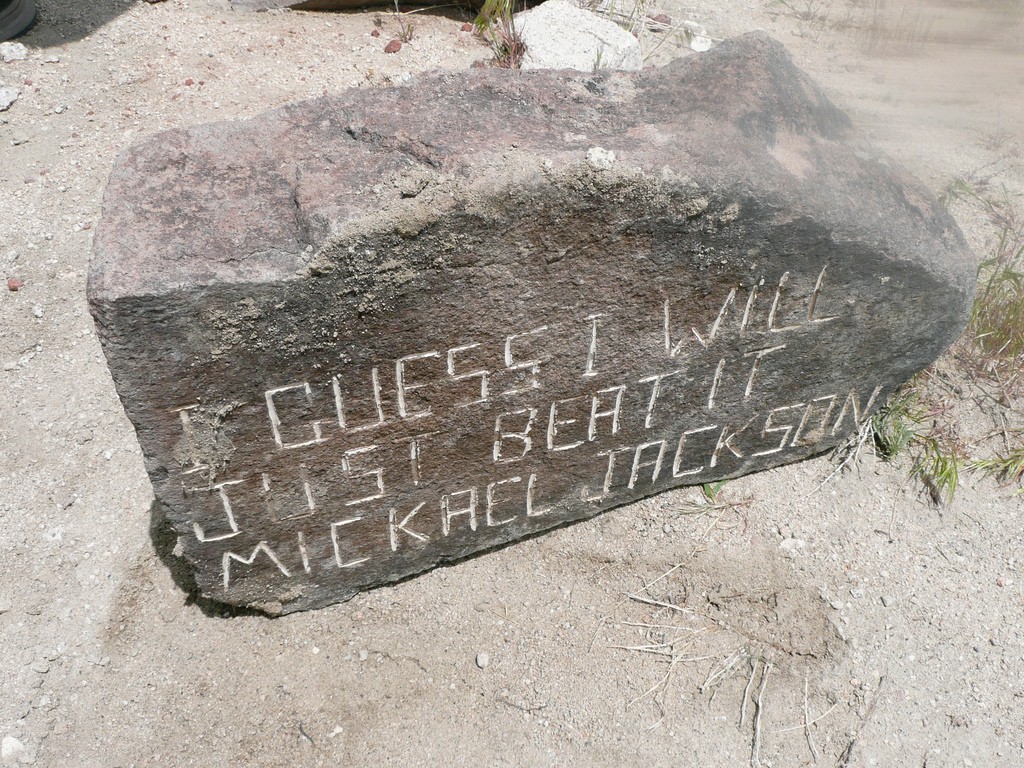 I GUESS I WILL
JUST BEAT IT
MICKAEL JACKSON